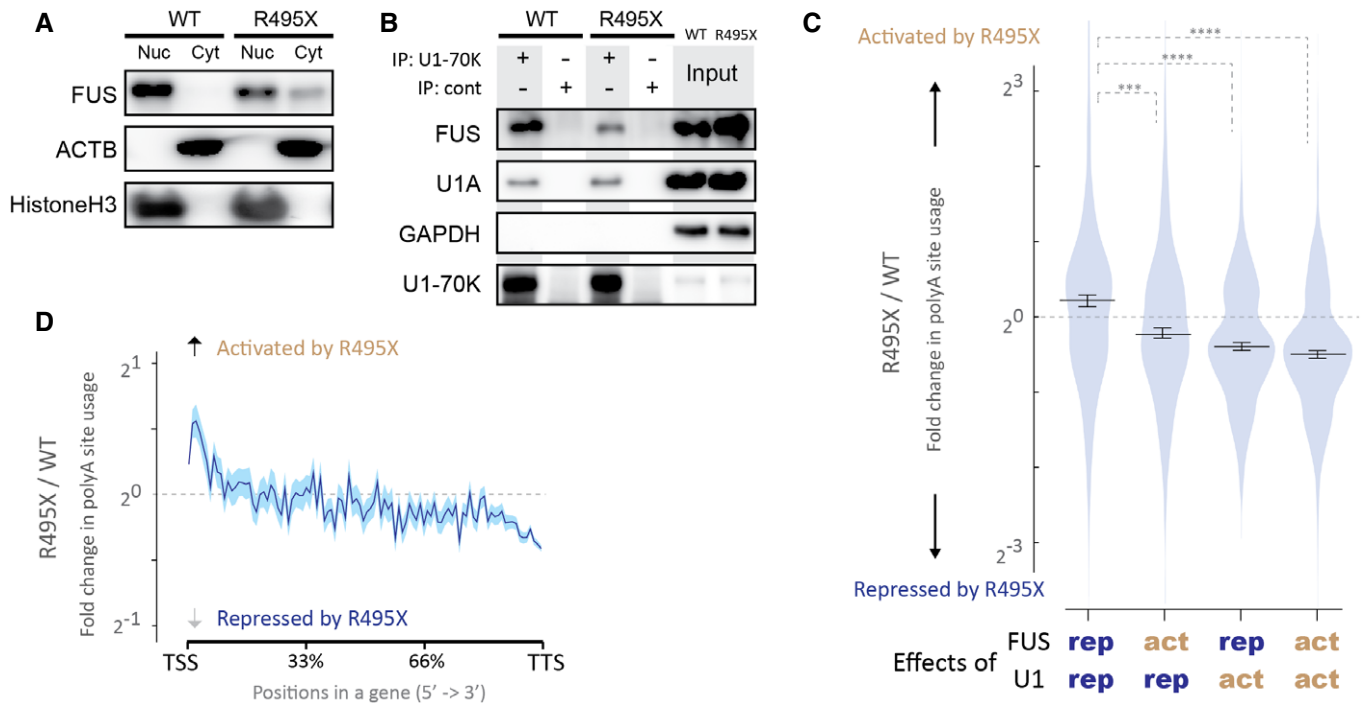 A
WT R495X
Nuc Cyt Nuc Cyt
FUS
ACTB
HistoneH3
B
WT R495X WT R495X
IP: U1-70K + - + - Input
IP: cont - + - +
FUS
U1A
GAPDH
U1-70K
C
Activated by R495X
R495X / WT
Fold change in polyA site usage
2^3
2^0
2^-3
****
****
***
Repressed by R495X
Effects of
FUS rep act rep act
U1 rep rep act act
D
Activated by R495X
R495X / WT
Fold change in polyA site usage
2^1
2^0
2^-1
Repressed by R495X
TSS 33% 66% TTS
Positions in a gene (5’ -> 3’)